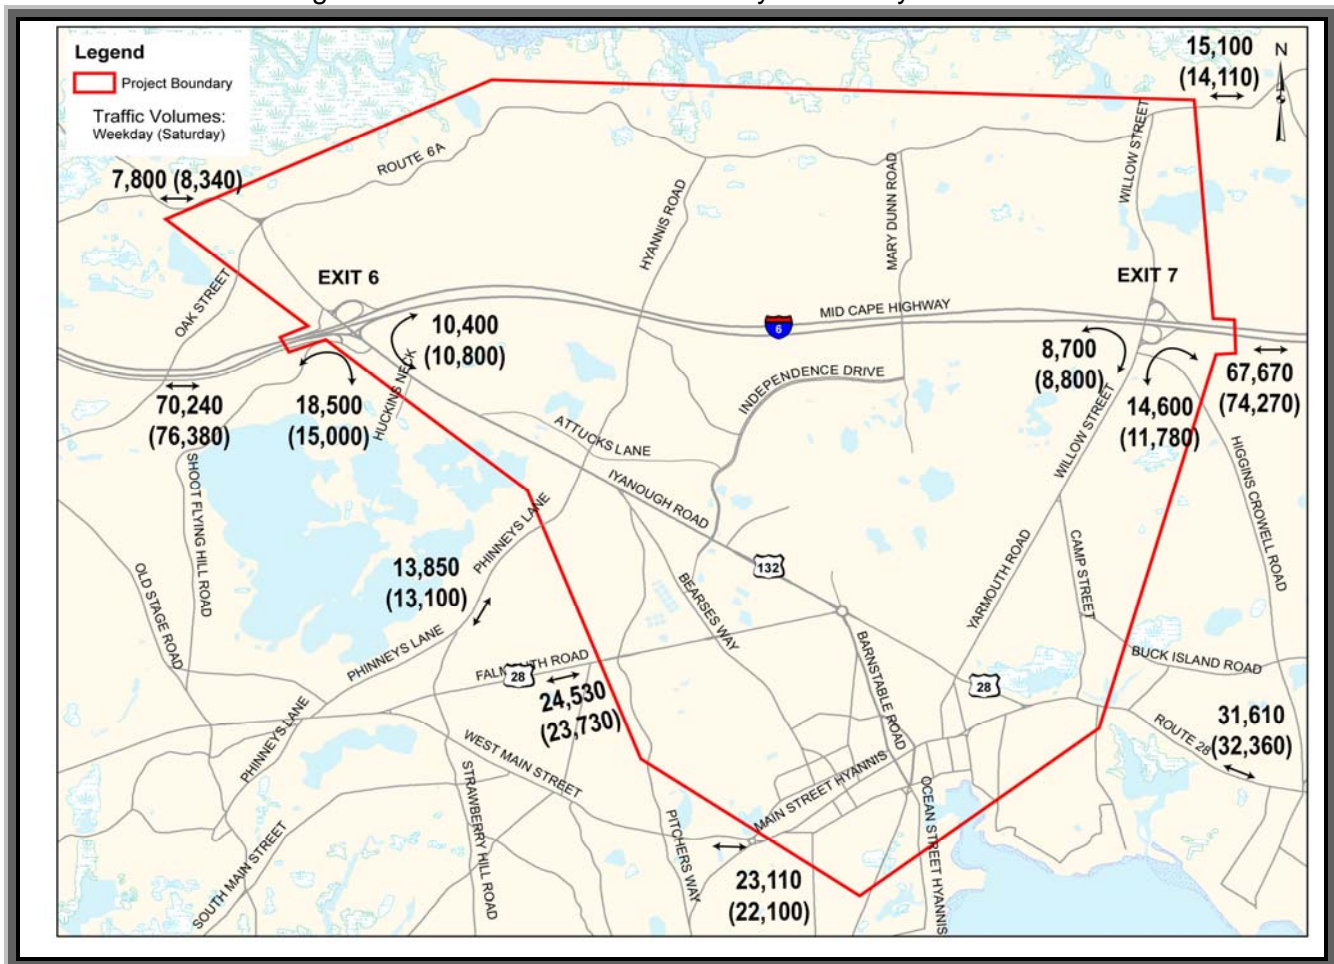 Legend
Project Boundary
Traffic Volumes:
Weekday (Saturday)
15,100
(14,110)
N
ROUTE 6A
7,800 (8,340)
WILLOW STREET
HYANNIS ROAD
MARY DUNN ROAD
OAK STREET
EXIT 6
EXIT 7
MID CAPE HIGHWAY
6
10,400
(10,800)
8,700
(8,800)
67,670
(74,270)
HUCKINS NECK
INDEPENDENCE DRIVE
70,240
(76,380)
18,500
(15,000)
14,600
(11,780)
WILLOW STREET
ATTUCKS LANE
IYANOUGH ROAD
SHOOT FLYING HILL ROAD
HIGGINS CROWELL ROAD
PHINNEYS LANE
132
13,850
(13,100)
OLD STAGE ROAD
BEARSES WAY
YARMOUTH ROAD
CAMP STREET
PHINNEYS LANE
FALMOUTH ROAD
28
BARNSTABLE ROAD
BUCK ISLAND ROAD
28
24,530
(23,730)
31,610
(32,360)
ROUTE 28
PHINNEYS LANE
WEST MAIN STREET
STRAWBERRY HILL ROAD
MAIN STREET HYANNIS
OCEAN STREET HYANNIS
PITCHERS WAY
SOUTH MAIN STREET
23,110
(22,100)